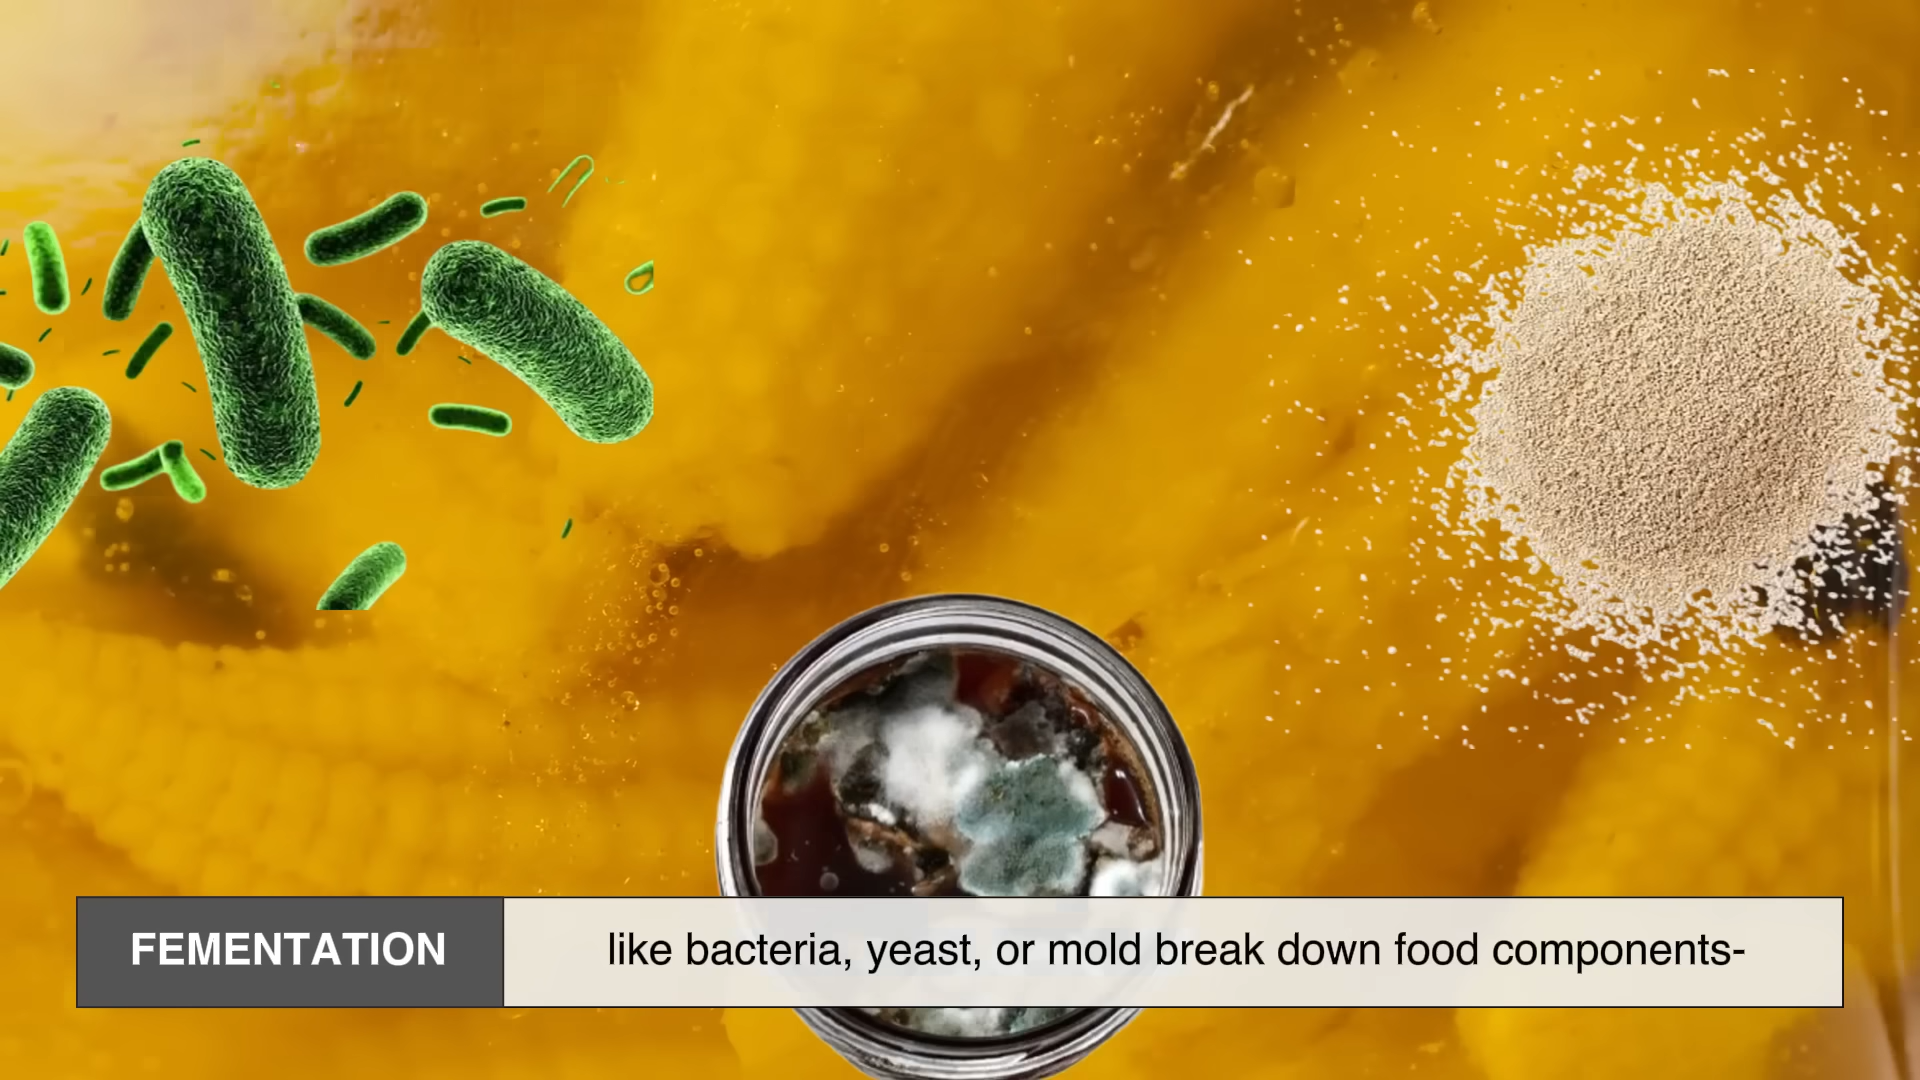 FEMENTATION
like bacteria, yeast, or mold break down food components-